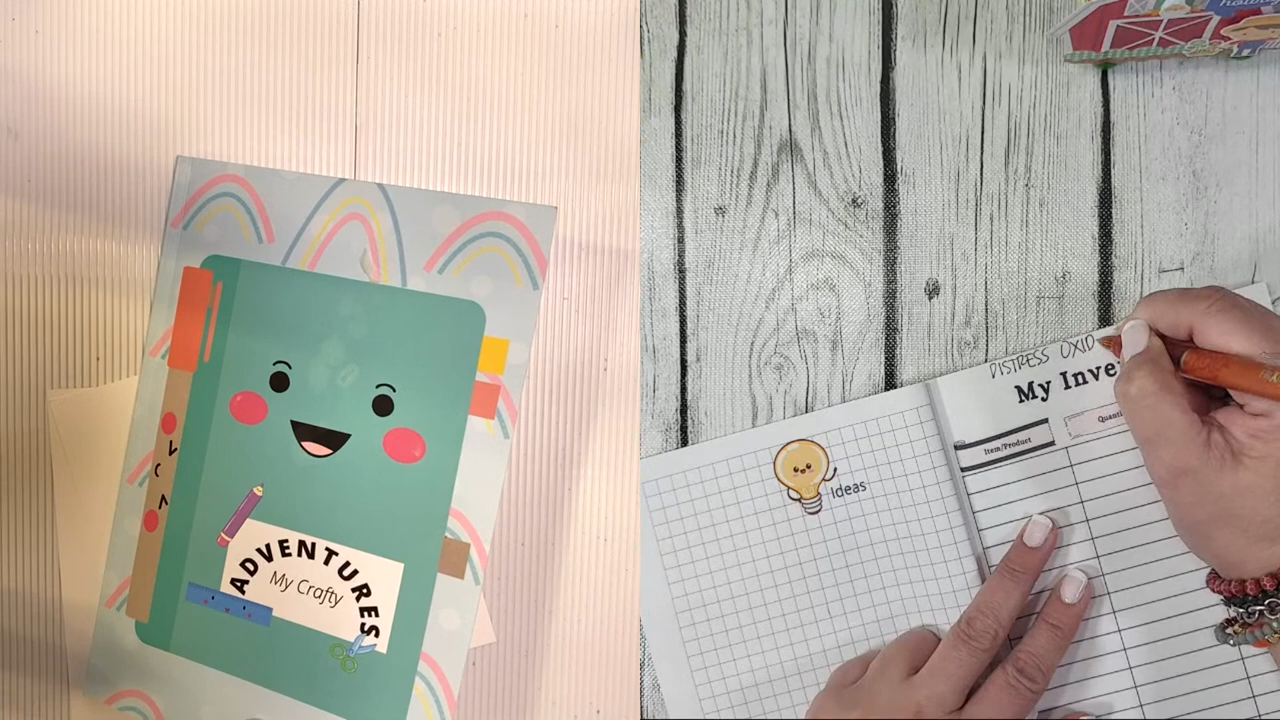 ADVENTURES
My Crafty
DISTRESS OXID
My Inve
Item/Product
Quanti
Ideas